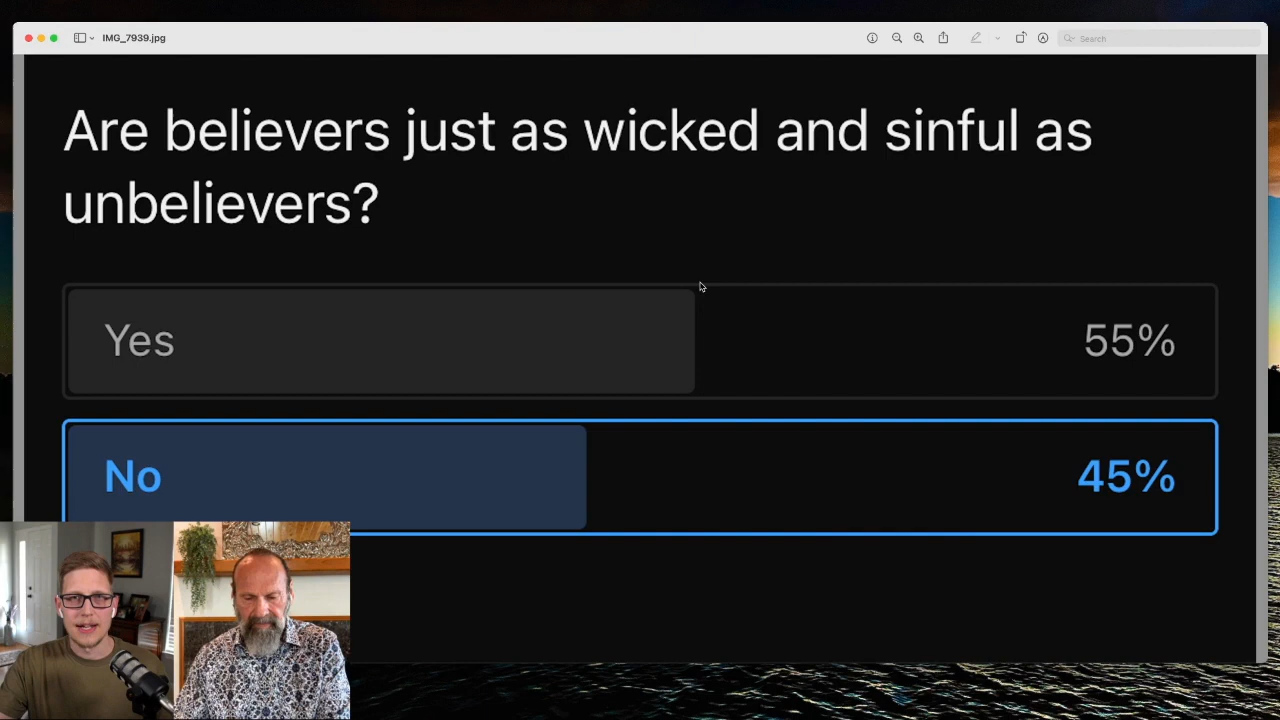 IMG_7939.jpg
Search
Are believers just as wicked and sinful as
unbelievers?
Yes 55%
No 45%